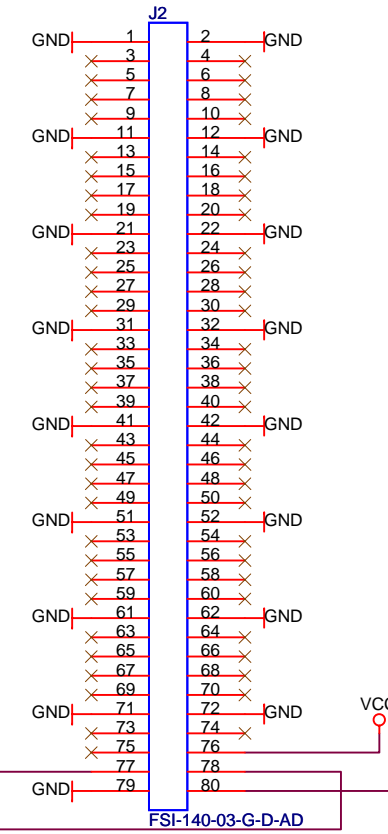 J2
GND 1 2 GND
3 4
5 6
7 8
9 10
GND 11 12 GND
13 14
15 16
17 18
19 20
GND 21 22 GND
23 24
25 26
27 28
29 30
GND 31 32 GND
33 34
35 36
37 38
39 40
GND 41 42 GND
43 44
45 46
47 48
49 50
GND 51 52 GND
53 54
55 56
57 58
59 60
GND 61 62 GND
63 64
65 66
67 68
69 70
GND 71 72 GND
VCC
73 74
75 76
77 78
GND 79 80
FSI-140-03-G-D-AD